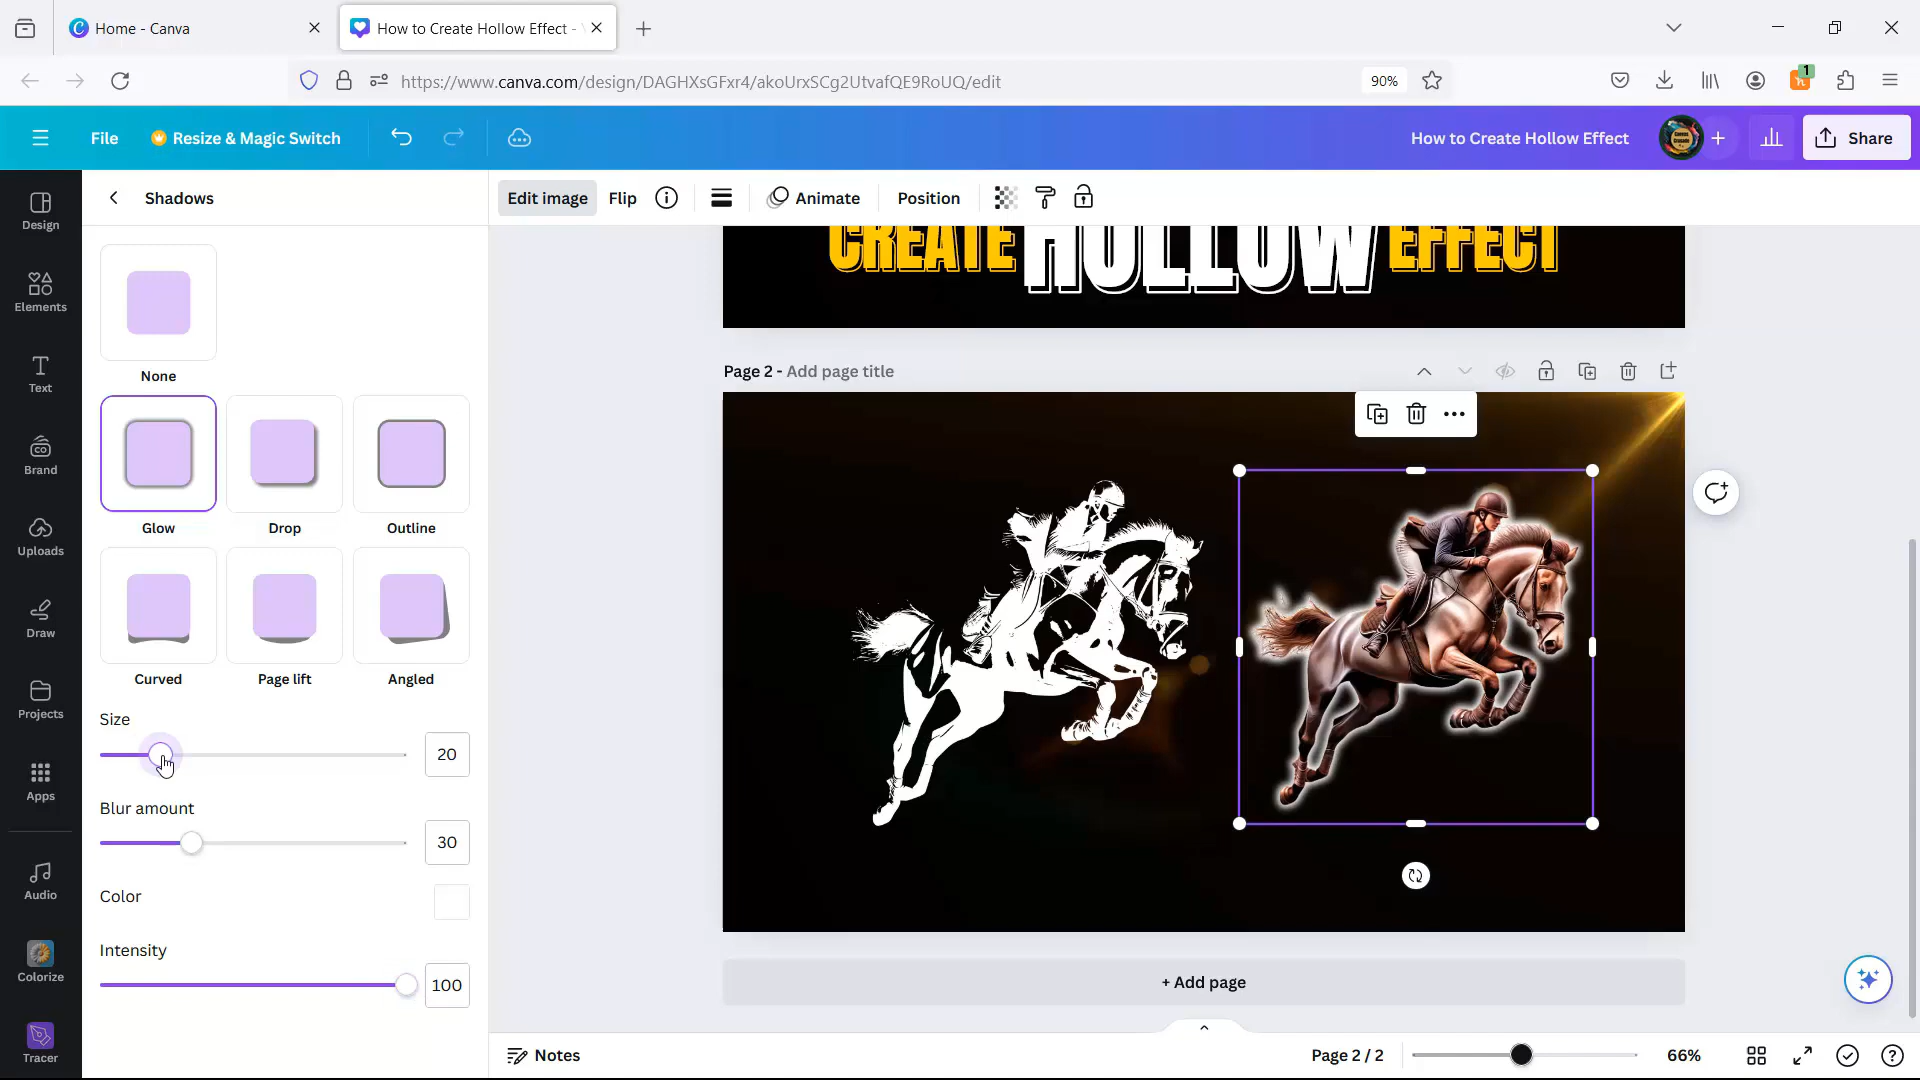 Home - Canva
How to Create Hollow Effect -
https://www.canva.com/design/DAGHXsGFxr4/akoUrxSCg2UtvafQE9RoUQ/edit
90%
1
File
Resize & Magic Switch
How to Create Hollow Effect
Share
Design
Elements
Text
Brand
Uploads
Draw
Projects
Apps
Audio
Colorize
Tracer
Shadows
None
Glow
Drop
Outline
Curved
Page lift
Angled
Size
20
Blur amount
30
Color
Intensity
100
Edit image
Flip
Animate
Position
CREATE HOLLOW EFFECT
Page 2 - Add page title
+ Add page
Notes
Page 2 / 2
66%